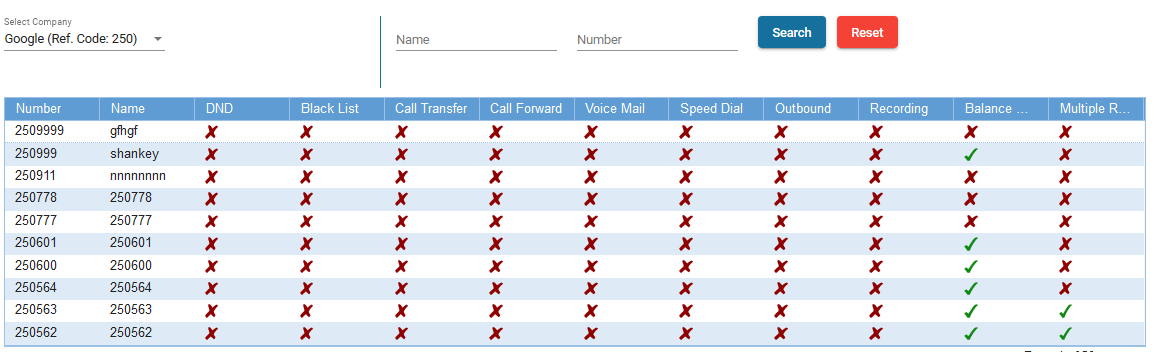 Select Company
Google (Ref. Code: 250)
Name
Number
Search
Reset
Number Name DND Black List Call Transfer Call Forward Voice Mail Speed Dial Outbound Recording Balance ... Multiple R...
2509999 gfhgf ✘ ✘ ✘ ✘ ✘ ✘ ✘ ✘ ✘ ✘
250999 shankey ✘ ✘ ✘ ✘ ✘ ✘ ✘ ✘ ✓ ✘
250911 nnnnnnnn ✘ ✘ ✘ ✘ ✘ ✘ ✘ ✘ ✘ ✘
250778 250778 ✘ ✘ ✘ ✘ ✘ ✘ ✘ ✘ ✘ ✘
250777 250777 ✘ ✘ ✘ ✘ ✘ ✘ ✘ ✘ ✘ ✘
250601 250601 ✘ ✘ ✘ ✘ ✘ ✘ ✘ ✘ ✓ ✘
250600 250600 ✘ ✘ ✘ ✘ ✘ ✘ ✘ ✘ ✓ ✘
250564 250564 ✘ ✘ ✘ ✘ ✘ ✘ ✘ ✘ ✓ ✘
250563 250563 ✘ ✘ ✘ ✘ ✘ ✘ ✘ ✘ ✓ ✓
250562 250562 ✘ ✘ ✘ ✘ ✘ ✘ ✘ ✘ ✓ ✓